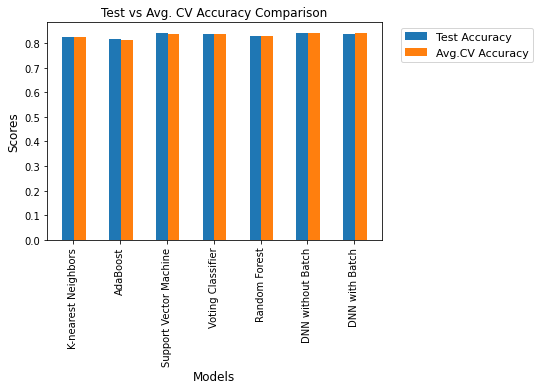 Test vs Avg. CV Accuracy Comparison
Test Accuracy
Avg.CV Accuracy
Scores
0.8
0.7
0.6
0.5
0.4
0.3
0.2
0.1
0.0
K-nearest Neighbors
AdaBoost
Support Vector Machine
Voting Classifier
Random Forest
DNN without Batch
DNN with Batch
Models